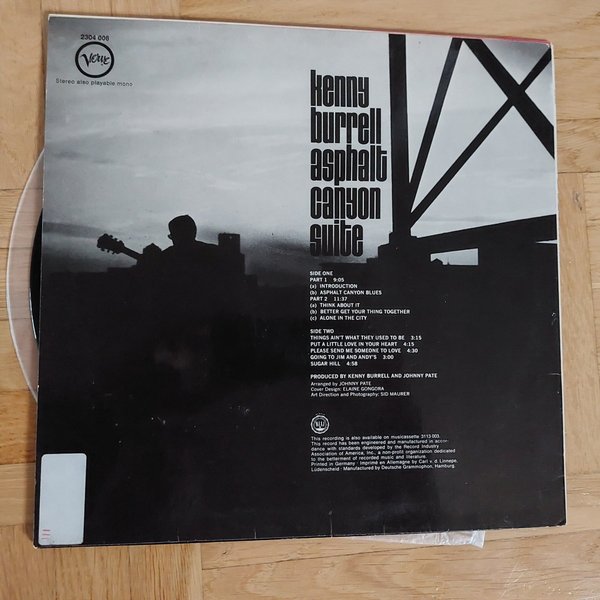 2304 006
Verve
Stereo also playable mono
kenny
burrell
asphalt
canyon
suite
SIDE ONE
PART 1 9:05
(a) INTRODUCTION
(b) ASPHALT CANYON BLUES
PART 2 11:37
(a) THINK ABOUT IT
(b) BETTER GET YOUR THING TOGETHER
(c) ALONE IN THE CITY
SIDE TWO
THINGS AIN'T WHAT THEY USED TO BE 3:15
PUT A LITTLE LOVE IN YOUR HEART 4:15
PLEASE SEND ME SOMEONE TO LOVE 4:30
GOING TO JIM AND ANDY'S 3:00
SUGAR HILL 4:58
PRODUCED BY KENNY BURRELL AND JOHNNY PATE
Arranged by JOHNNY PATE
Cover Design: ELAINE GONGORA
Art Direction and Photography: SID MAURER
This recording is also available on musicassette 3113 003.
This record has been engineered and manufactured in accor-
dance with standards developed by the Record Industry
Association of America, Inc., a non-profit organization dedicated
to the betterment of recorded music and literature.
Printed in Germany · Imprimé en Allemagne by Carl v. d. Linnepe,
Lüdenscheid · Manufactured by Deutsche Grammophon, Hamburg.